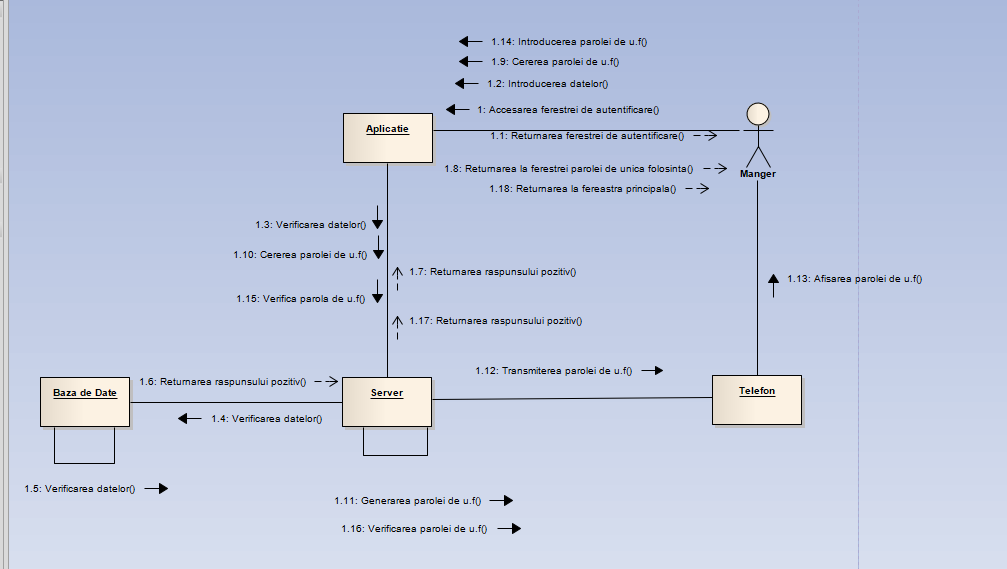 1.14: Introducerea parolei de u.f()
1.9: Cererea parolei de u.f()
1.2: Introducerea datelor()
1: Accesarea ferestrei de autentificare()
Aplicatie
1.1: Returnarea ferestrei de autentificare()
1.8: Returnarea la ferestrei parolei de unica folosinta()
Manger
1.18: Returnarea la fereastra principala()
1.3: Verificarea datelor()
1.10: Cererea parolei de u.f()
1.7: Returnarea raspunsului pozitiv()
1.13: Afisarea parolei de u.f()
1.15: Verifica parola de u.f()
1.17: Returnarea raspunsului pozitiv()
1.12: Transmiterea parolei de u.f()
1.6: Returnarea raspunsului pozitiv()
Baza de Date
Server
Telefon
1.4: Verificarea datelor()
1.5: Verificarea datelor()
1.11: Generarea parolei de u.f()
1.16: Verificarea parolei de u.f()